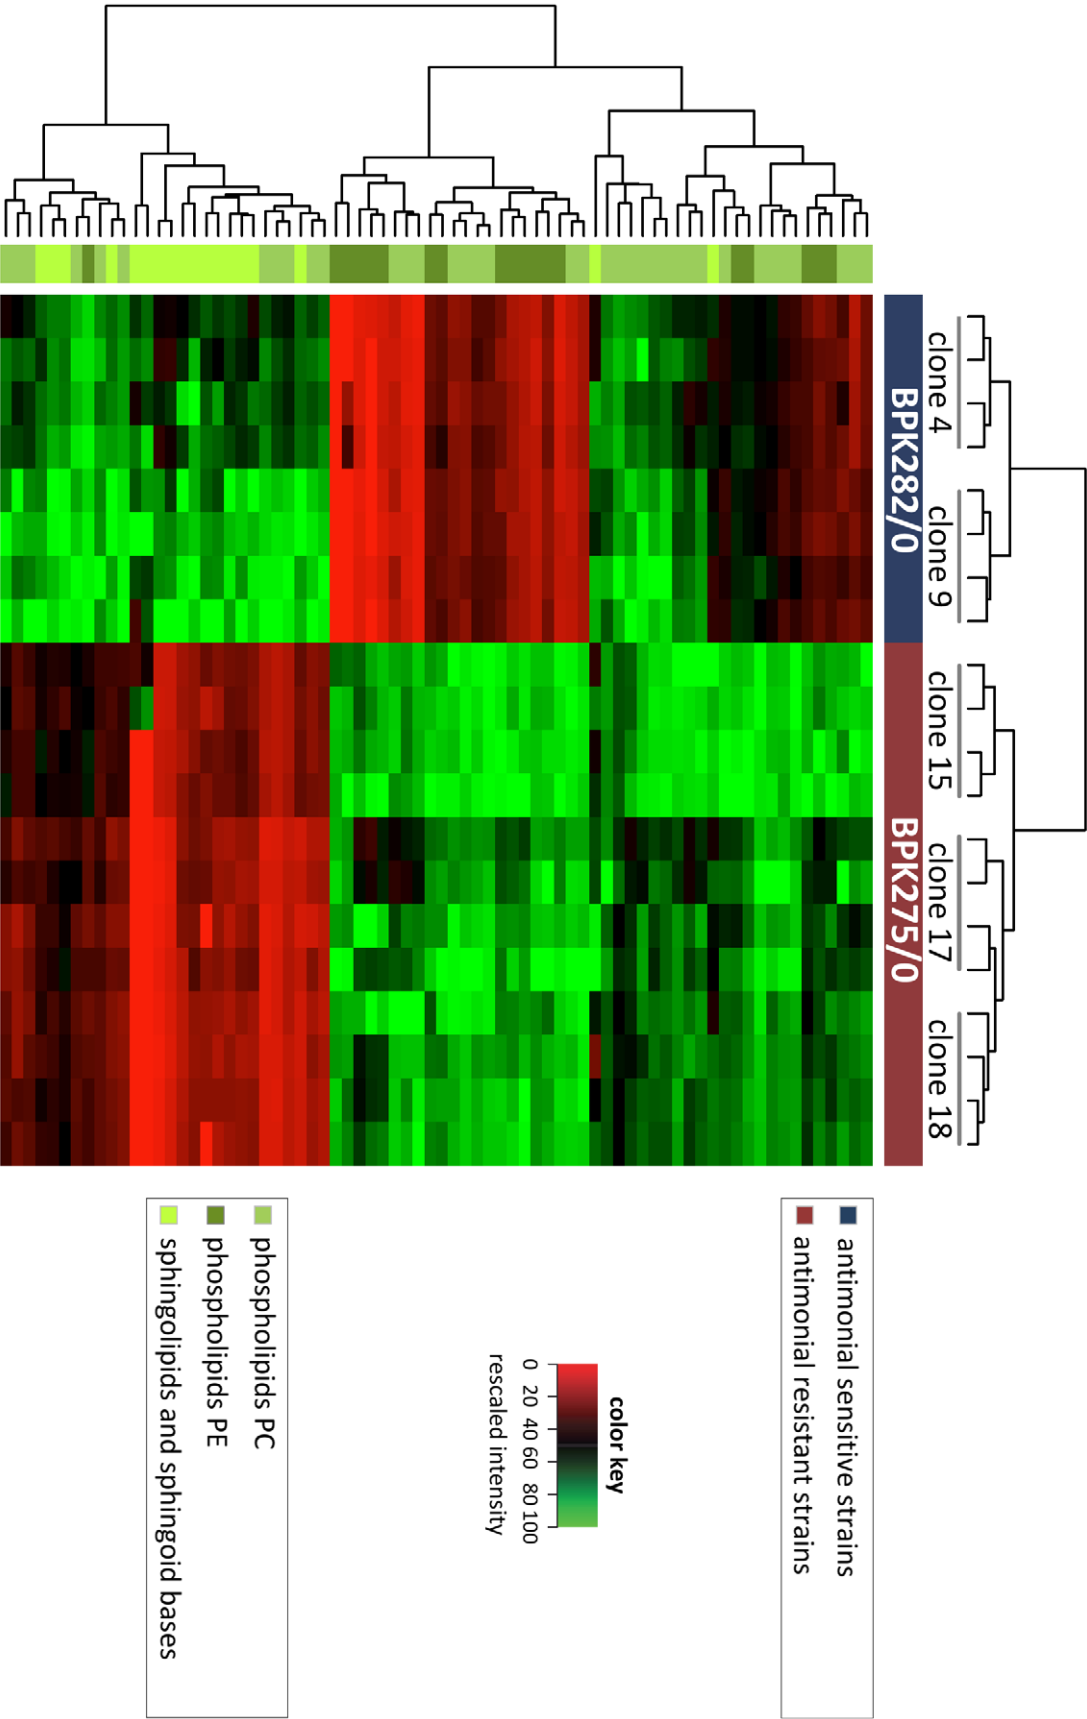 BPK282/0
BPK275/0
clone 4
clone 9
clone 15
clone 17
clone 18
antimonial sensitive strains
antimonial resistant strains
color key
0 20 40 60 80 100
rescaled intensity
phospholipids PC
phospholipids PE
sphingolipids and sphingoid bases